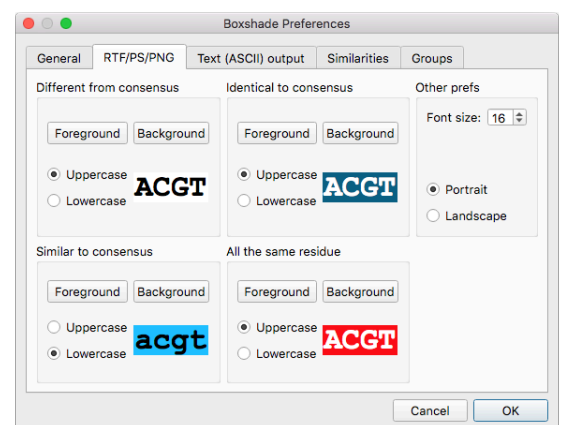 Boxshade Preferences
General RTF/PS/PNG Text (ASCII) output Similarities Groups
Different from consensus Identical to consensus Other prefs
Foreground Background Foreground Background Font size: 16
Uppercase ACGT Uppercase ACGT Portrait
Lowercase Lowercase Landscape
Similar to consensus All the same residue
Foreground Background Foreground Background
Uppercase acgt Uppercase ACGT
Lowercase Lowercase
Cancel OK